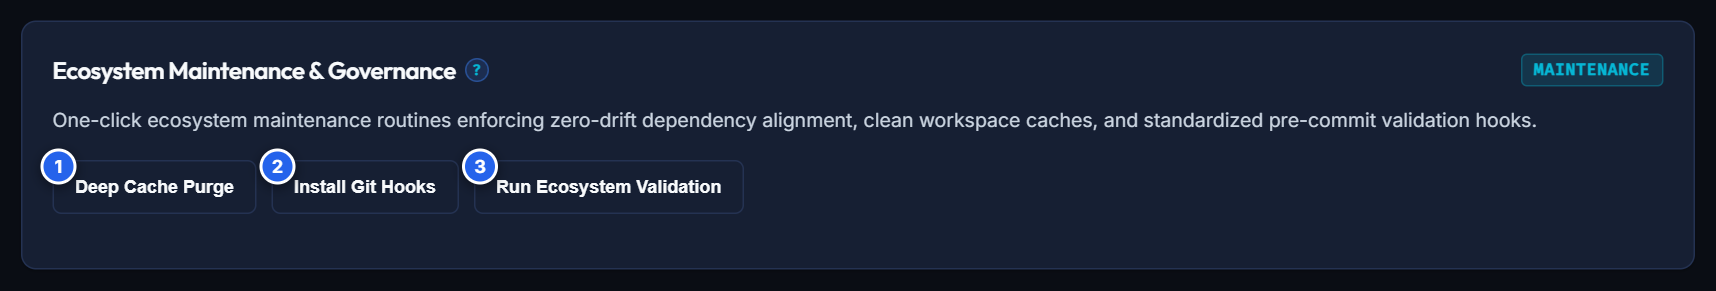 Ecosystem Maintenance & Governance ?
MAINTENANCE
One-click ecosystem maintenance routines enforcing zero-drift dependency alignment, clean workspace caches, and standardized pre-commit validation hooks.
1 Deep Cache Purge
2 Install Git Hooks
3 Run Ecosystem Validation